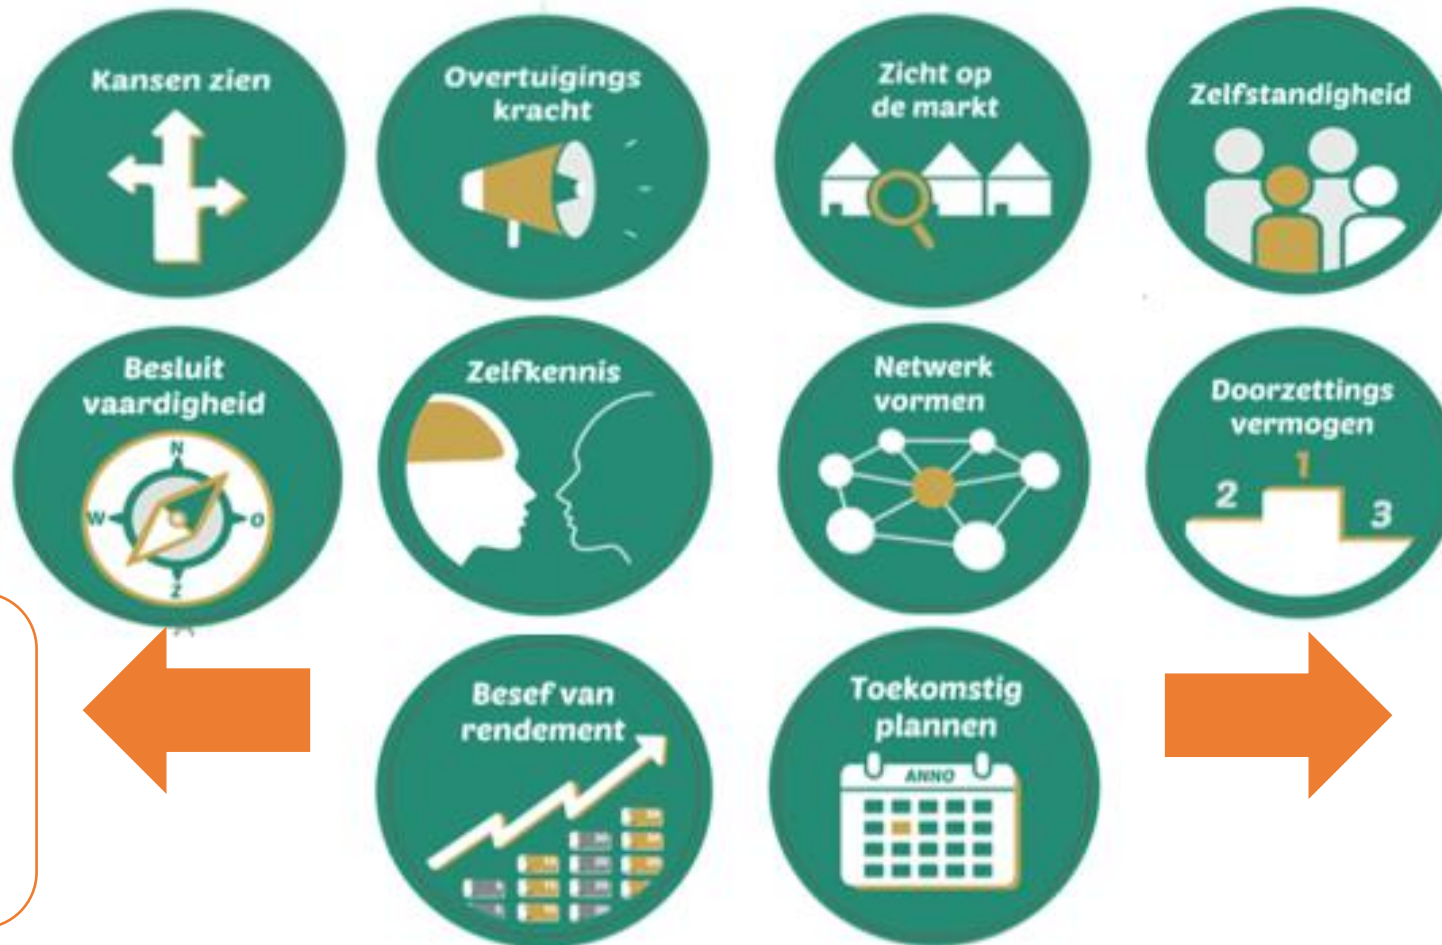 Kansen zien
Overtuigings
kracht
Zicht op
de markt
Zelfstandigheid
Besluit
vaardigheid
N
W
O
Z
Zelfkennis
Netwerk
vormen
Doorzettings
vermogen
1
2
3
Besef van
rendement
Toekomstig
plannen
ANNO